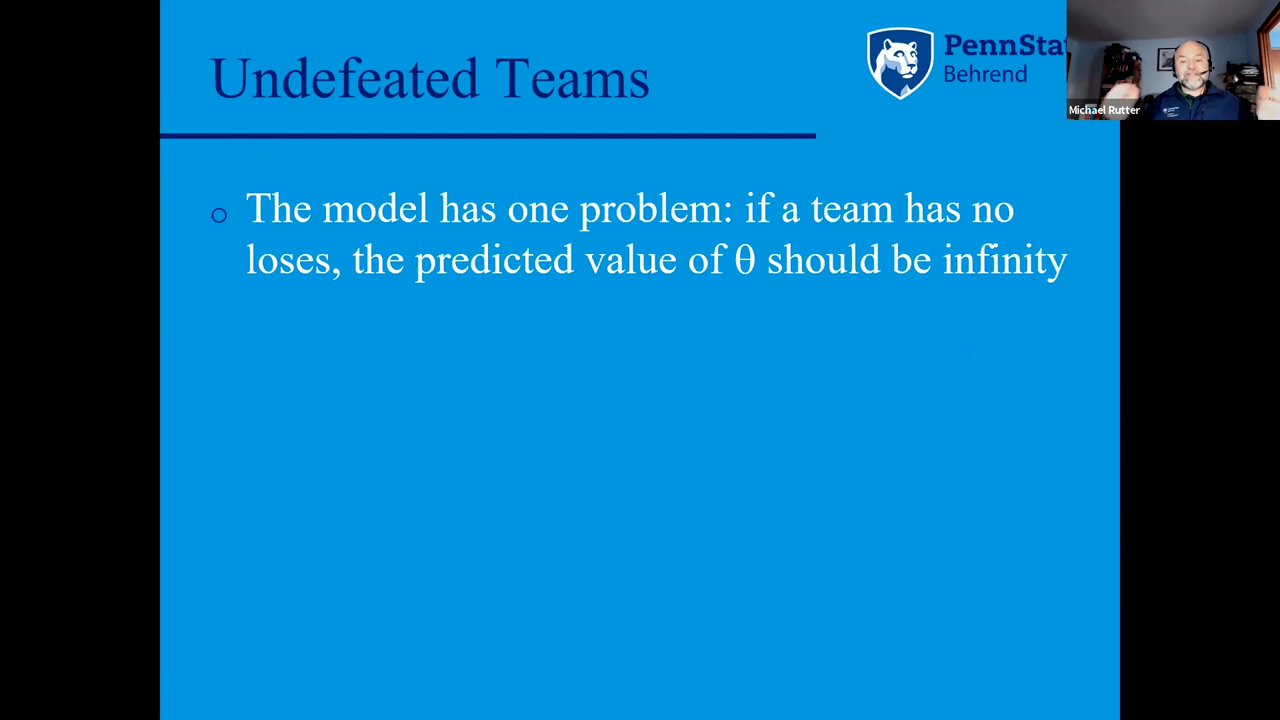 Undefeated Teams
PennSta
Behrend
Michael Rutter
The model has one problem: if a team has no
loses, the predicted value of θ should be infinity